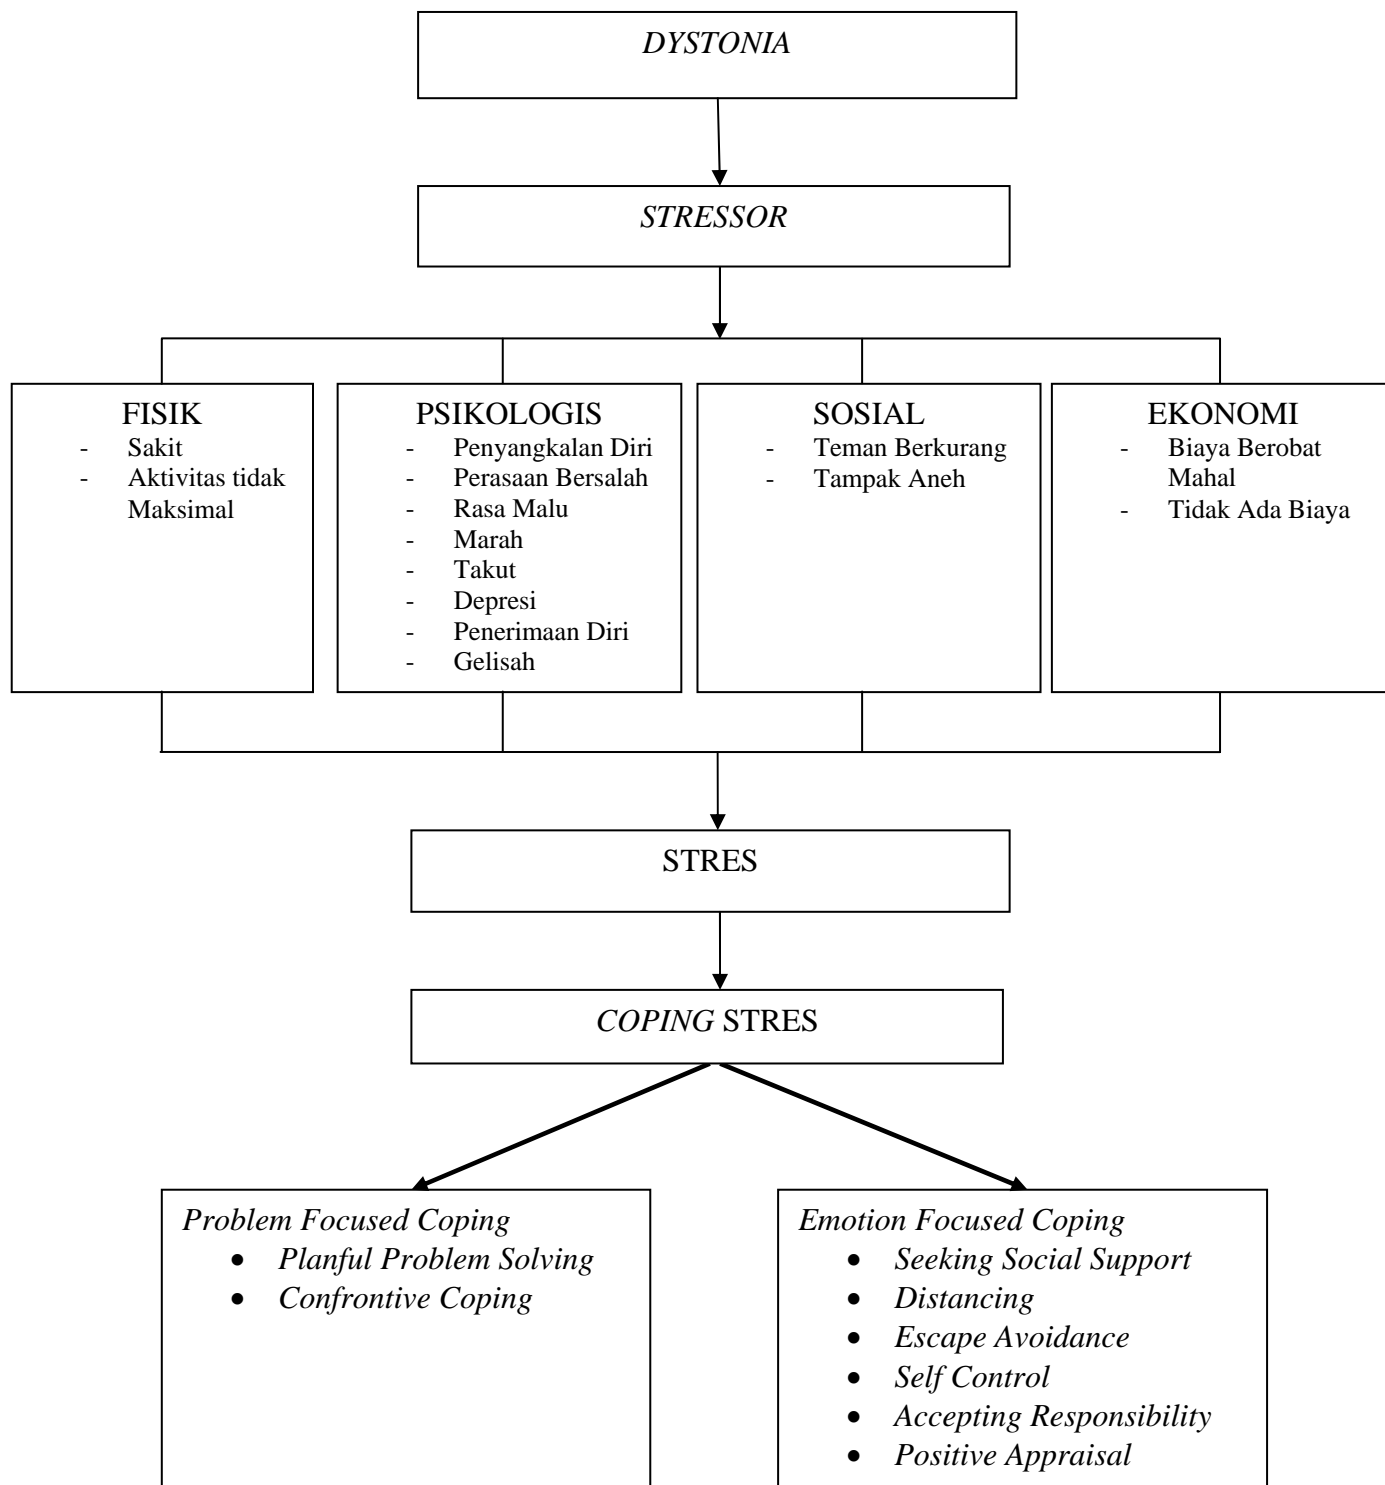 DYSTONIA
STRESSOR
FISIK
- Sakit
- Aktivitas tidak
Maksimal
PSIKOLOGIS
- Penyangkalan Diri
- Perasaan Bersalah
- Rasa Malu
- Marah
- Takut
- Depresi
- Penerimaan Diri
- Gelisah
SOSIAL
- Teman Berkurang
- Tampak Aneh
EKONOMI
- Biaya Berobat
Mahal
- Tidak Ada Biaya
STRES
COPING STRES
Problem Focused Coping
• Planful Problem Solving
• Confrontive Coping
Emotion Focused Coping
• Seeking Social Support
• Distancing
• Escape Avoidance
• Self Control
• Accepting Responsibility
• Positive Appraisal